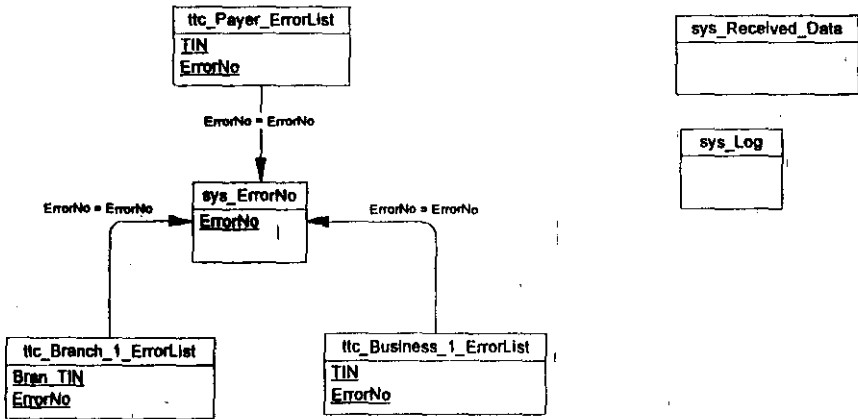 ttc_Payer_ErrorList
TIN
ErrorNo
sys_Received_Data
ErrorNo = ErrorNo
sys_Log
sys_ErrorNo
ErrorNo
ErrorNo = ErrorNo
ErrorNo = ErrorNo
ttc_Branch_1_ErrorList
Bran_TIN
ErrorNo
ttc_Business_1_ErrorList
TIN
ErrorNo